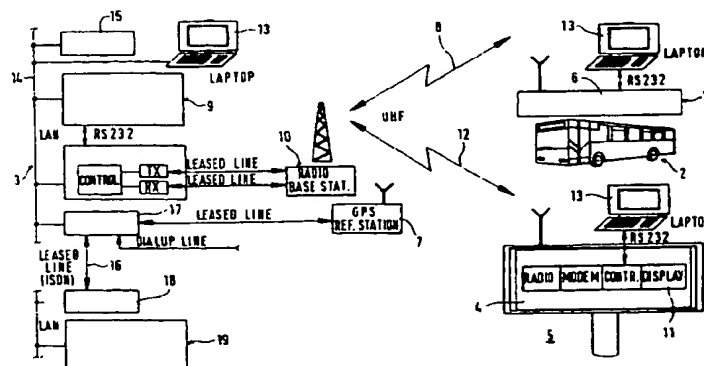 15
13
14
LAPTOP
9
LAN
RS232
3
CONTROL
TX
RX
LEASED LINE
LEASED LINE
10
RADIO
BASE STAT.
17
LEASED LINE
GPS
REF. STATION
7
DIALUP LINE
LEASED
LINE
(ISDN)
16
18
LAN
19
8
UHF
12
13
LAPTOP
6
RS232
2
13
LAPTOP
RS232
RADIO
MODEM
CONTR.
DISPLAY
4
11
5